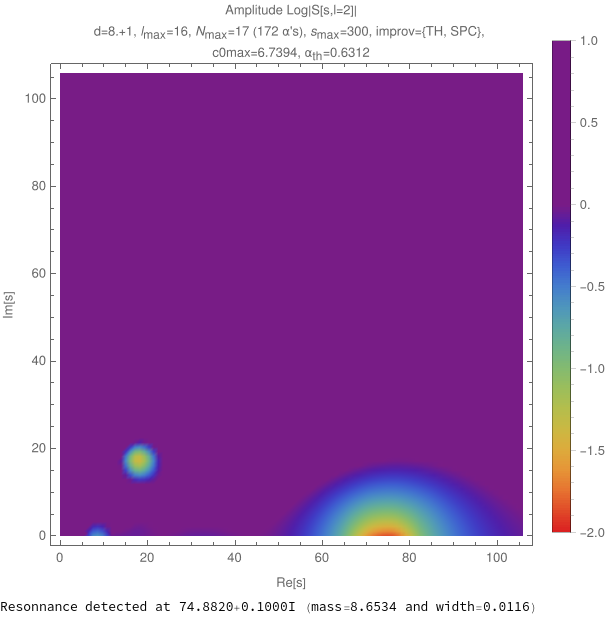 Amplitude Log|S[s,l=2]|
d=8.+1, lmax=16, Nmax=17 (172 α's), smax=300, improv={TH, SPC},
c0max=6.7394, αth=0.6312
100
80
60
40
20
0
Im[s]
0 20 40 60 80 100
Re[s]
1.0
0.5
0.
-0.5
-1.0
-1.5
-2.0
Resonnance detected at 74.8820+0.1000I (mass=8.6534 and width=0.0116)